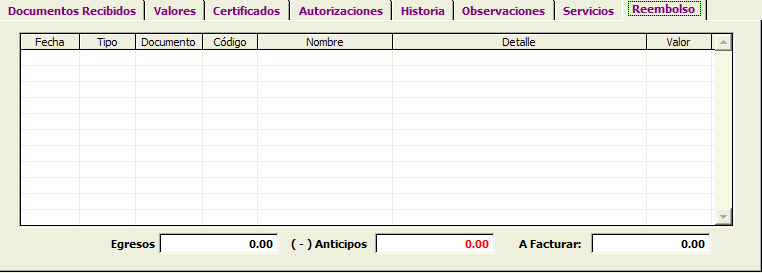 Documentos Recibidos Valores Certificados Autorizaciones Historia Observaciones Servicios Reembolso
Fecha Tipo Documento Código Nombre Detalle Valor
Egresos 0.00 ( - ) Anticipos 0.00 A Facturar: 0.00